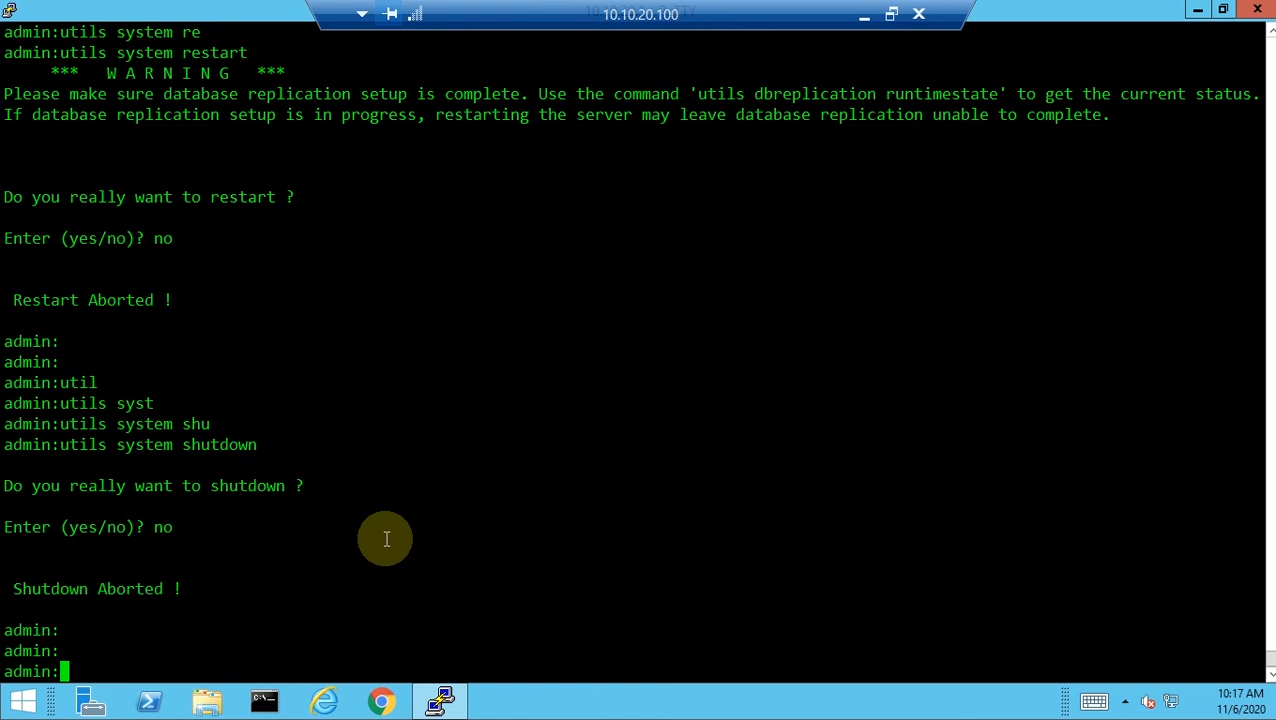 10.10.20.100
admin:utils system re
admin:utils system restart
*** W A R N I N G ***
Please make sure database replication setup is complete. Use the command 'utils dbreplication runtimestate' to get the current status.
If database replication setup is in progress, restarting the server may leave database replication unable to complete.
Do you really want to restart ?
Enter (yes/no)? no
Restart Aborted !
admin:
admin:
admin:util
admin:utils syst
admin:utils system shu
admin:utils system shutdown
Do you really want to shutdown ?
Enter (yes/no)? no
Shutdown Aborted !
admin:
admin:
admin:
10:17 AM
11/6/2020